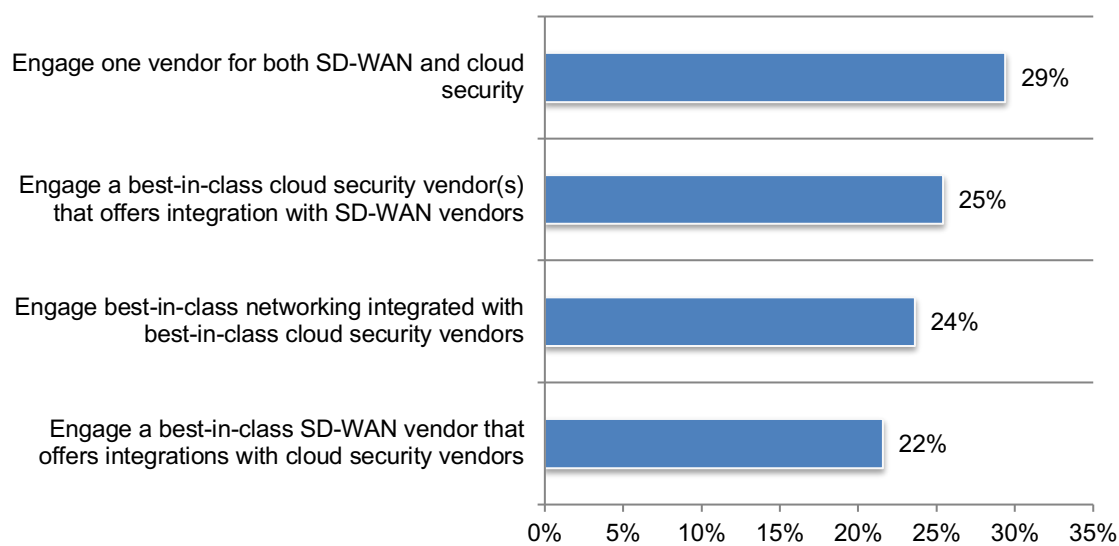 Engage one vendor for both SD-WAN and cloud
security
29%
Engage a best-in-class cloud security vendor(s)
that offers integration with SD-WAN vendors
25%
Engage best-in-class networking integrated with
best-in-class cloud security vendors
24%
Engage a best-in-class SD-WAN vendor that
offers integrations with cloud security vendors
22%
0% 5% 10% 15% 20% 25% 30% 35%